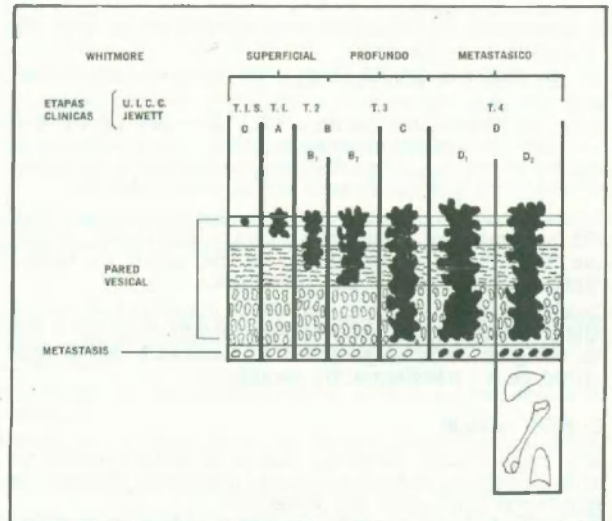 WHITMORE SUPERFICIAL PROFUNDO METASTASICO
ETAPAS CLINICAS U. I. C. C. JEWETT
T. I. S. T. I. T. 2 T. 3 T. 4
O A B C D
B₁ B₂ D₁ D₂
PARED
VESICAL
METASTASIS